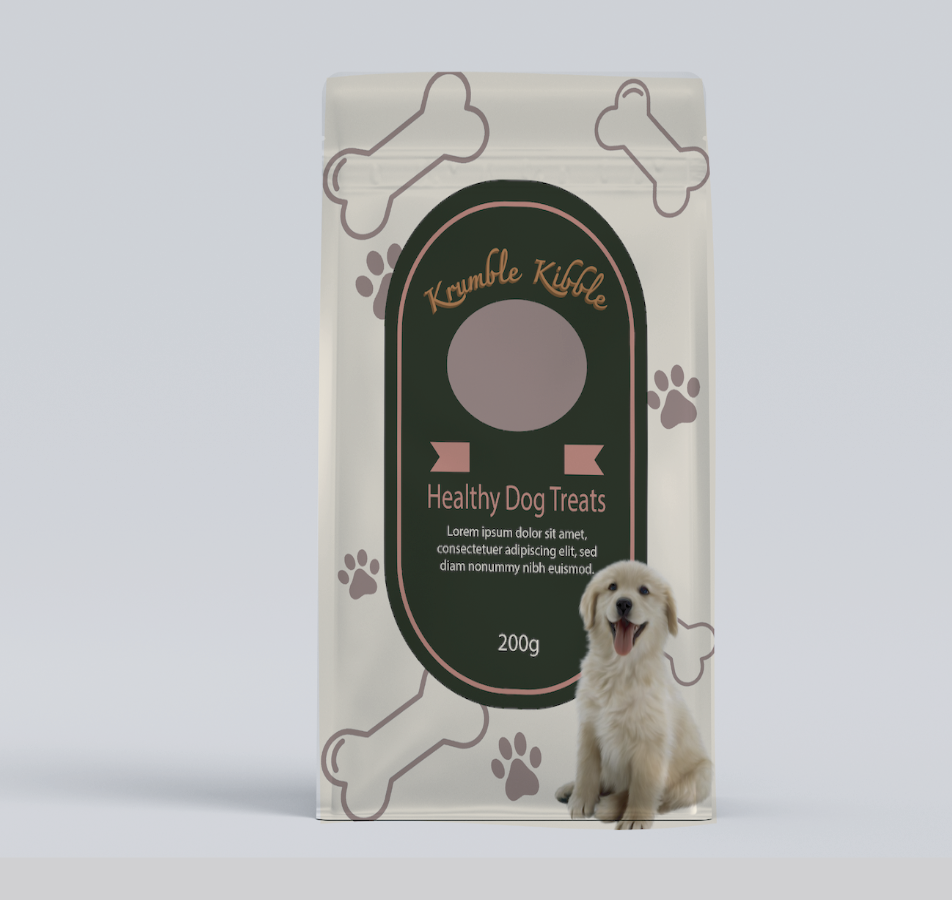 Krumble Kibble
Healthy Dog Treats
Lorem ipsum dolor sit amet,
consectetuer adipiscing elit, sed
diam nonummy nibh euismod.
200g